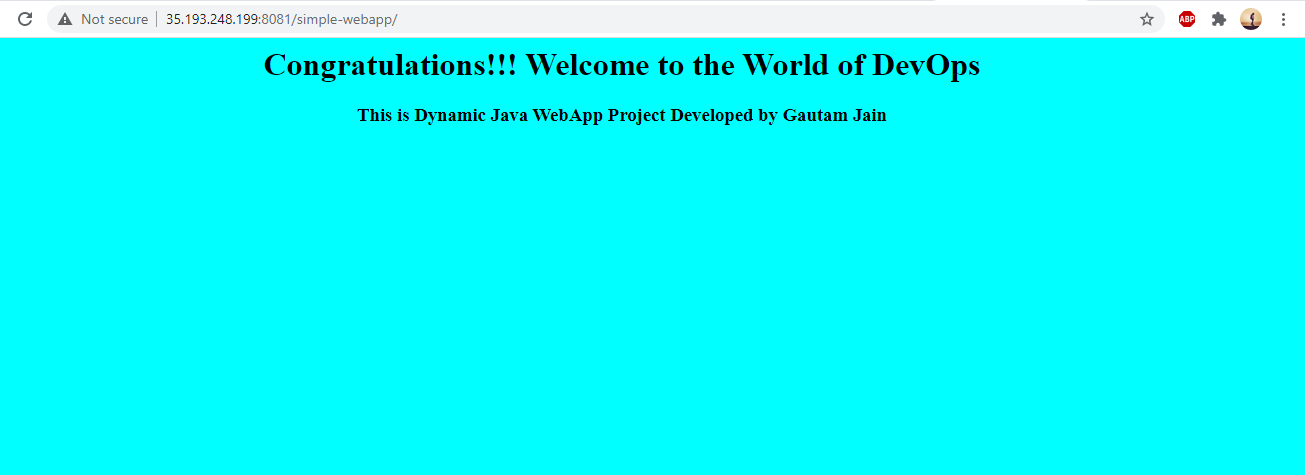 Not secure 35.193.248.199:8081/simple-webapp/
ABP
Congratulations!!! Welcome to the World of DevOps
This is Dynamic Java WebApp Project Developed by Gautam Jain